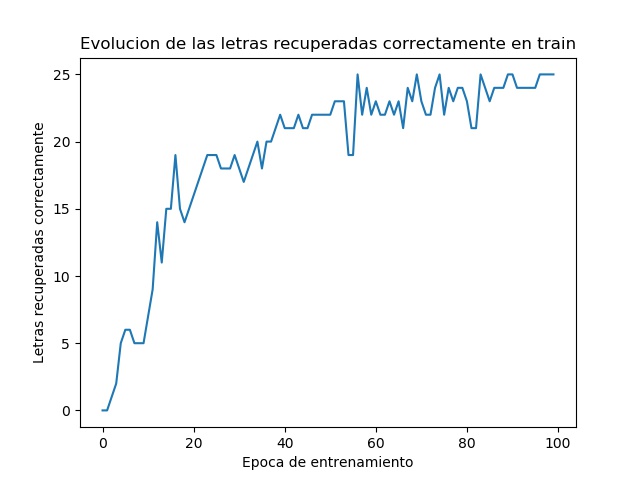 Evolucion de las letras recuperadas correctamente en train
25
20
15
10
5
0
Letras recuperadas correctamente
0 20 40 60 80 100
Epoca de entrenamiento